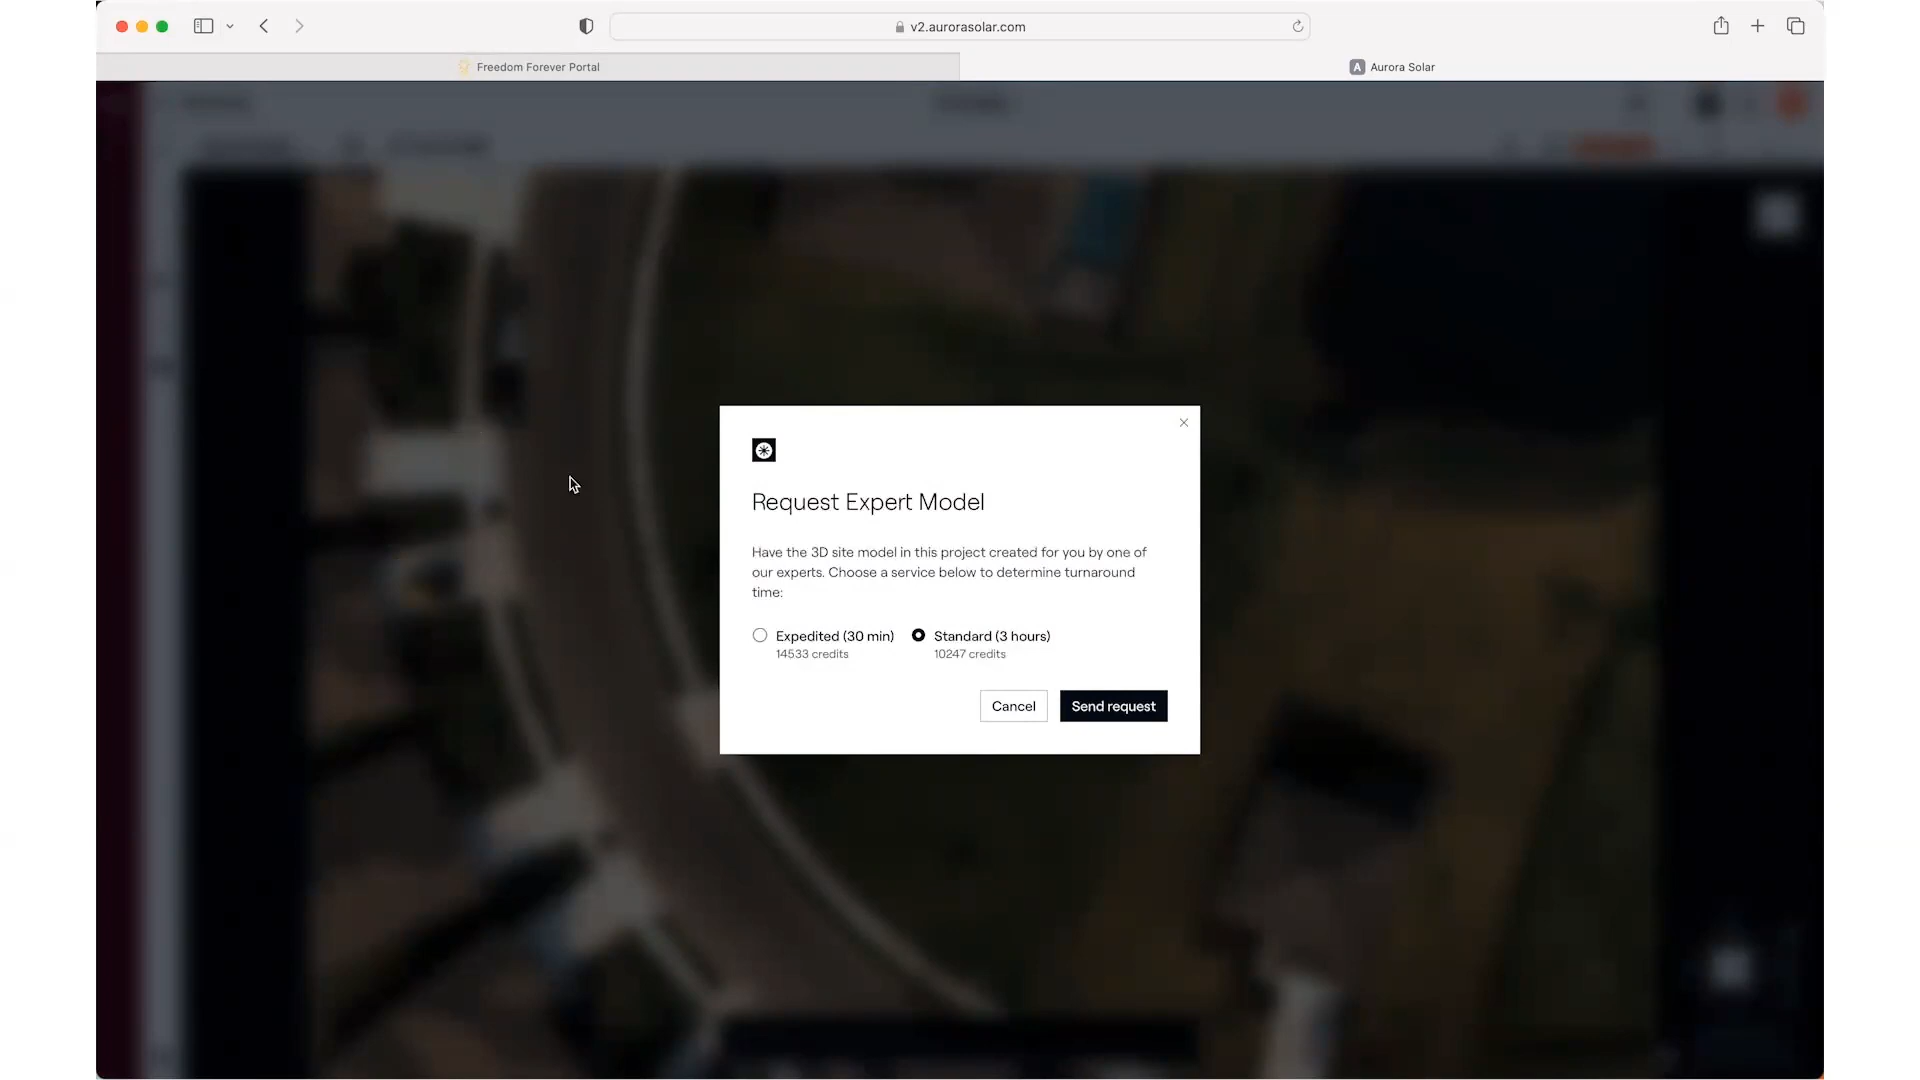 v2.aurorasolar.com
Freedom Forever Portal
A Aurora Solar
Request Expert Model
Have the 3D site model in this project created for you by one of
our experts. Choose a service below to determine turnaround
time:
Expedited (30 min) Standard (3 hours)
14533 credits 10247 credits
Cancel Send request